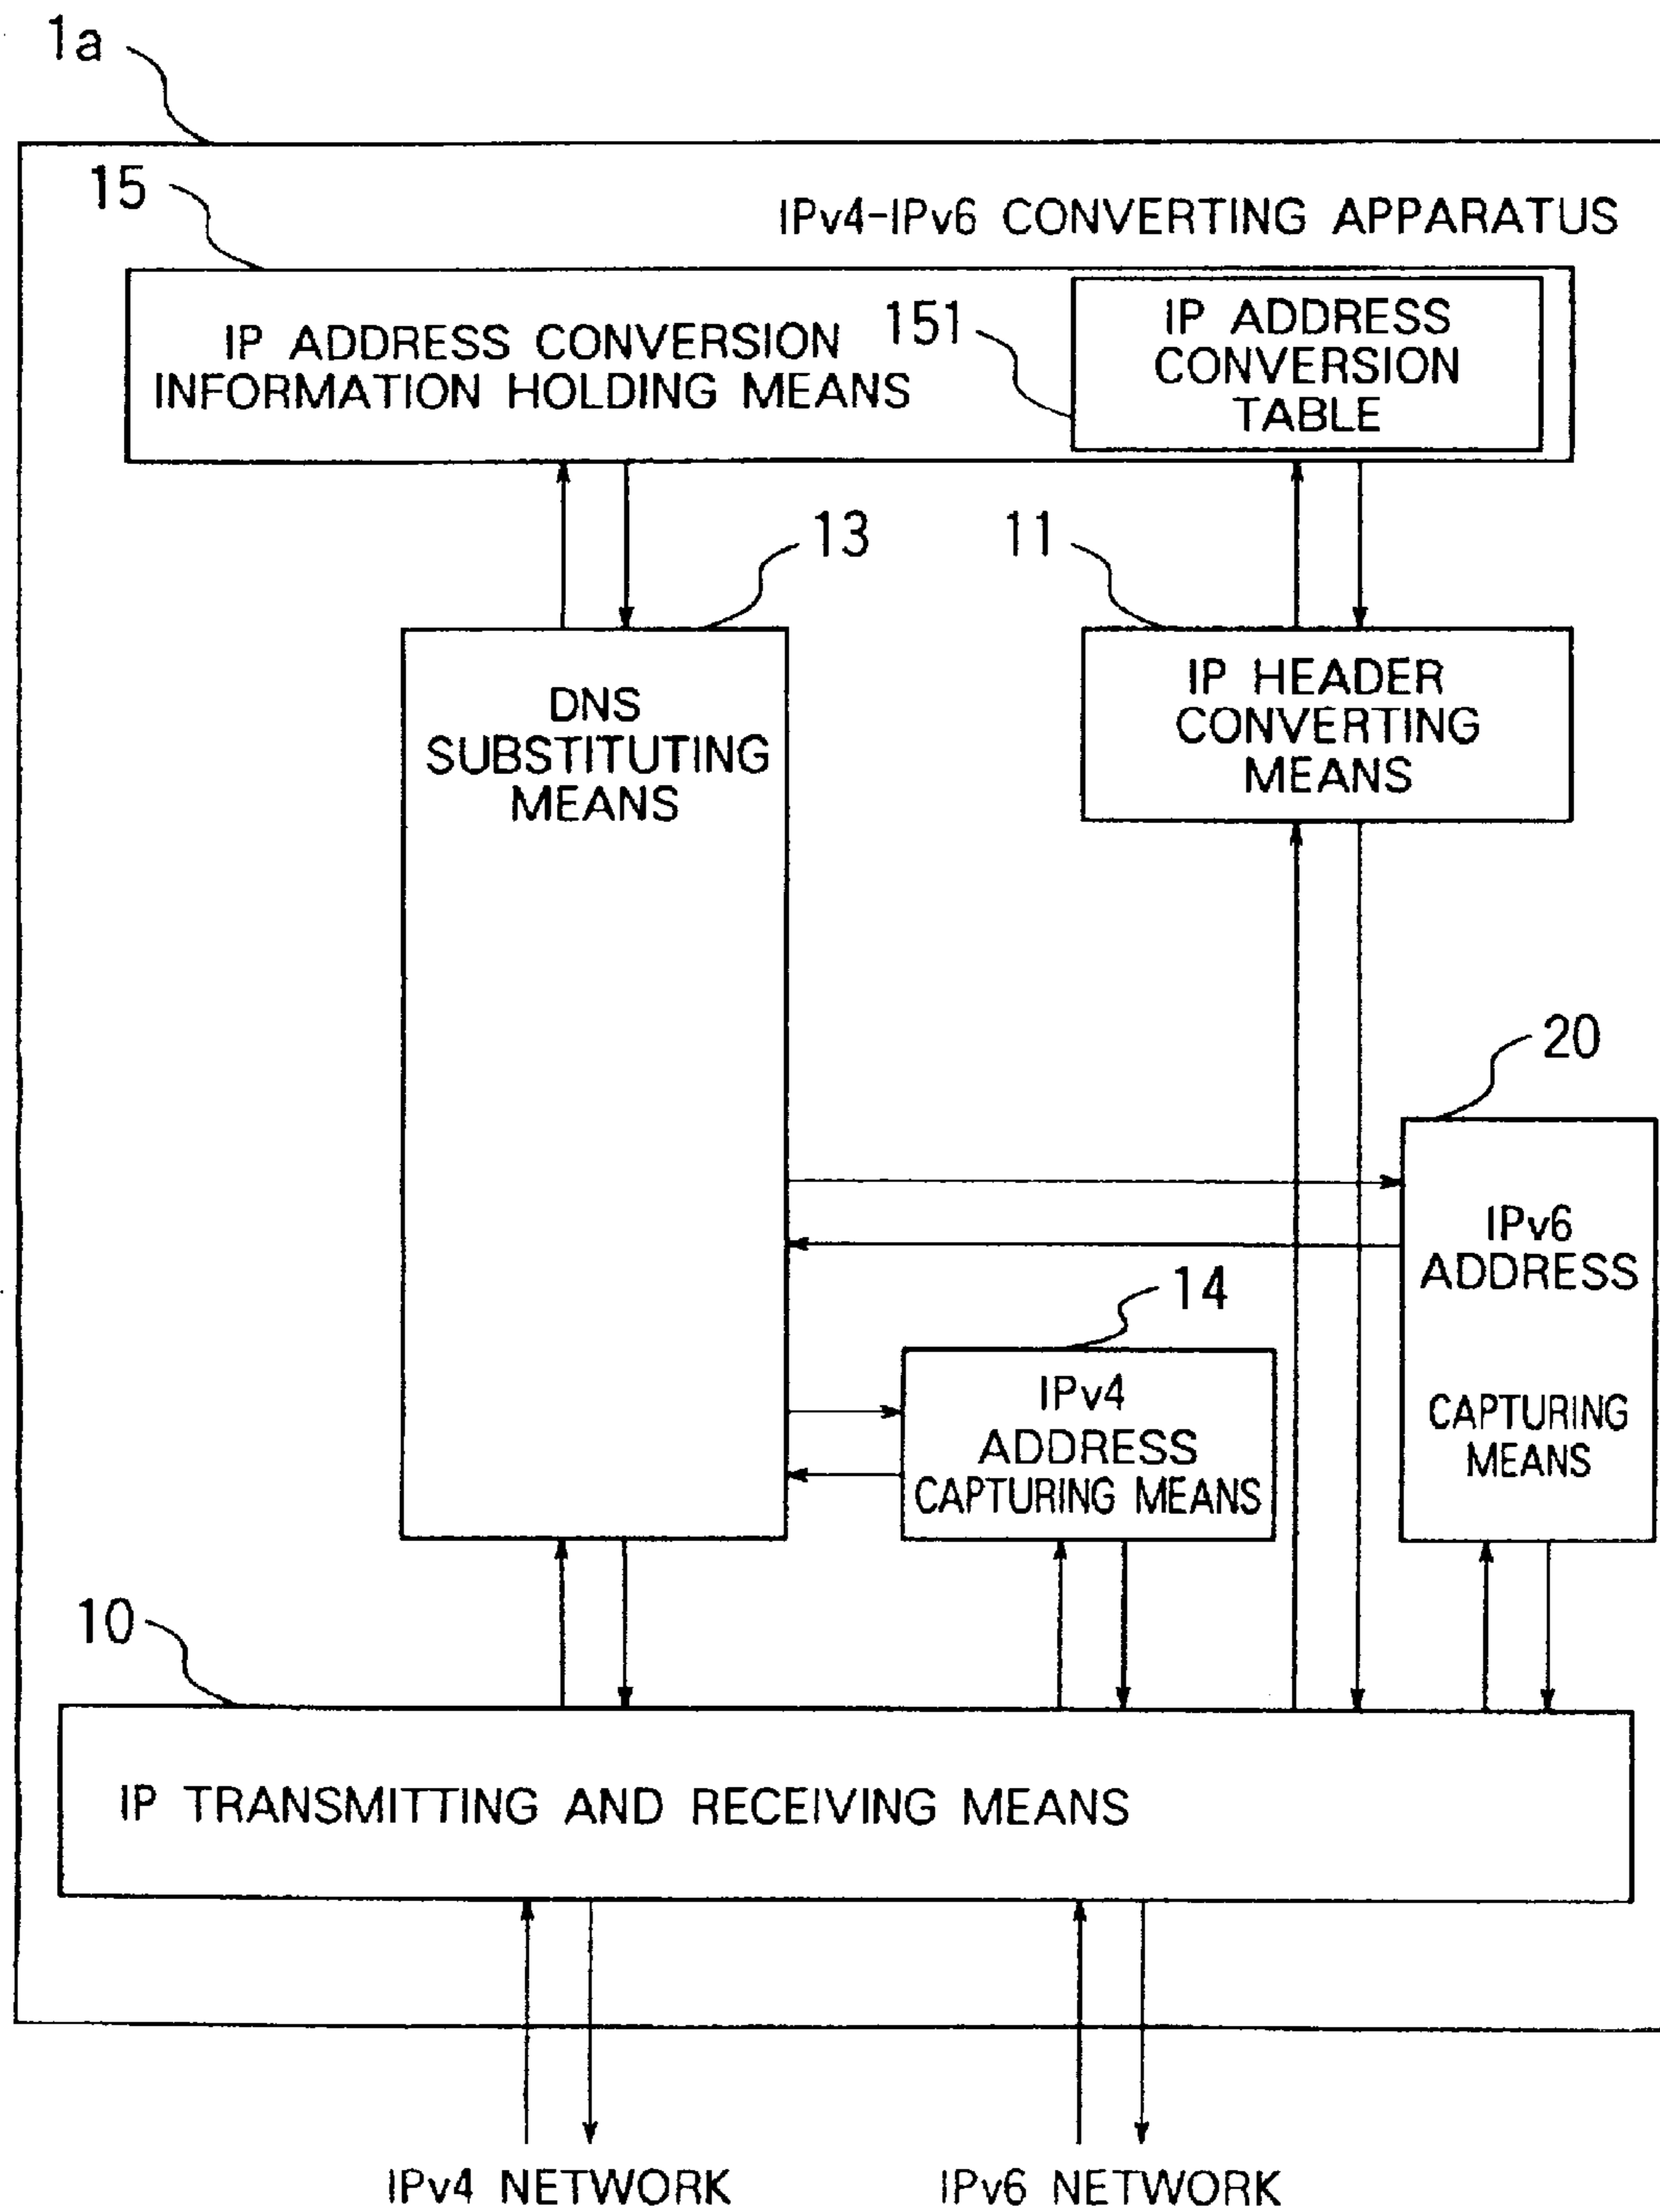 1a
15
IPv4-IPv6 CONVERTING APPARATUS
IP ADDRESS CONVERSION
INFORMATION HOLDING MEANS
151
IP ADDRESS
CONVERSION
TABLE
13
11
DNS
SUBSTITUTING
MEANS
IP HEADER
CONVERTING
MEANS
20
IPv6
ADDRESS
CAPTURING
MEANS
14
IPv4
ADDRESS
CAPTURING MEANS
10
IP TRANSMITTING AND RECEIVING MEANS
IPv4 NETWORK
IPv6 NETWORK